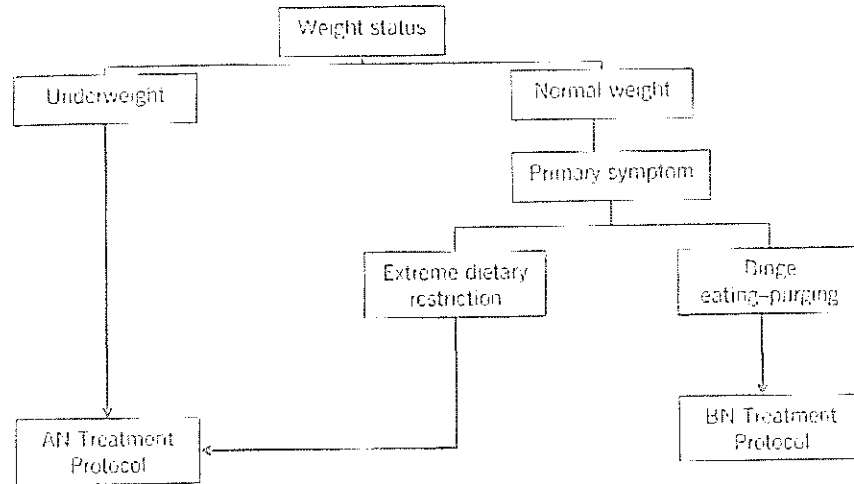 Weight status
Underweight
Normal weight
Primary symptom
Extreme dietary
restriction
Binge
eating–purging
AN Treatment
Protocol
BN Treatment
Protocol